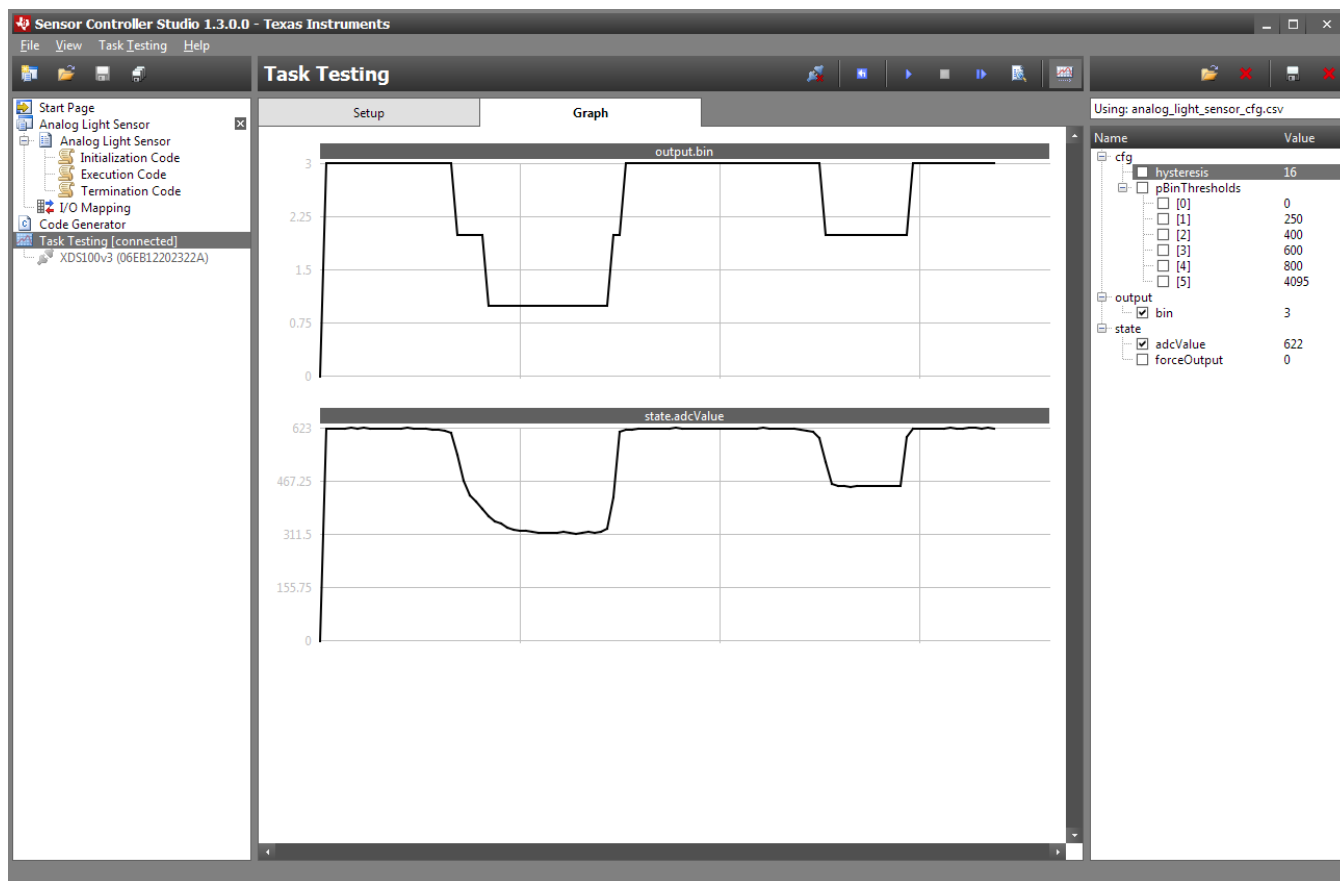 Sensor Controller Studio 1.3.0.0 - Texas Instruments
File View Task Testing Help
Task Testing
Start Page
Analog Light Sensor
Analog Light Sensor
Initialization Code
Execution Code
Termination Code
I/O Mapping
Code Generator
Task Testing [connected]
XDS100v3 (06EB12202322A)
Setup Graph
output.bin
3
2.25
1.5
0.75
0
state.adcValue
623
467.25
311.5
155.75
0
Using: analog_light_sensor_cfg.csv
Name Value
cfg
hysteresis 16
pBinThresholds
[0] 0
[1] 250
[2] 400
[3] 600
[4] 800
[5] 4095
output
bin 3
state
adcValue 622
forceOutput 0